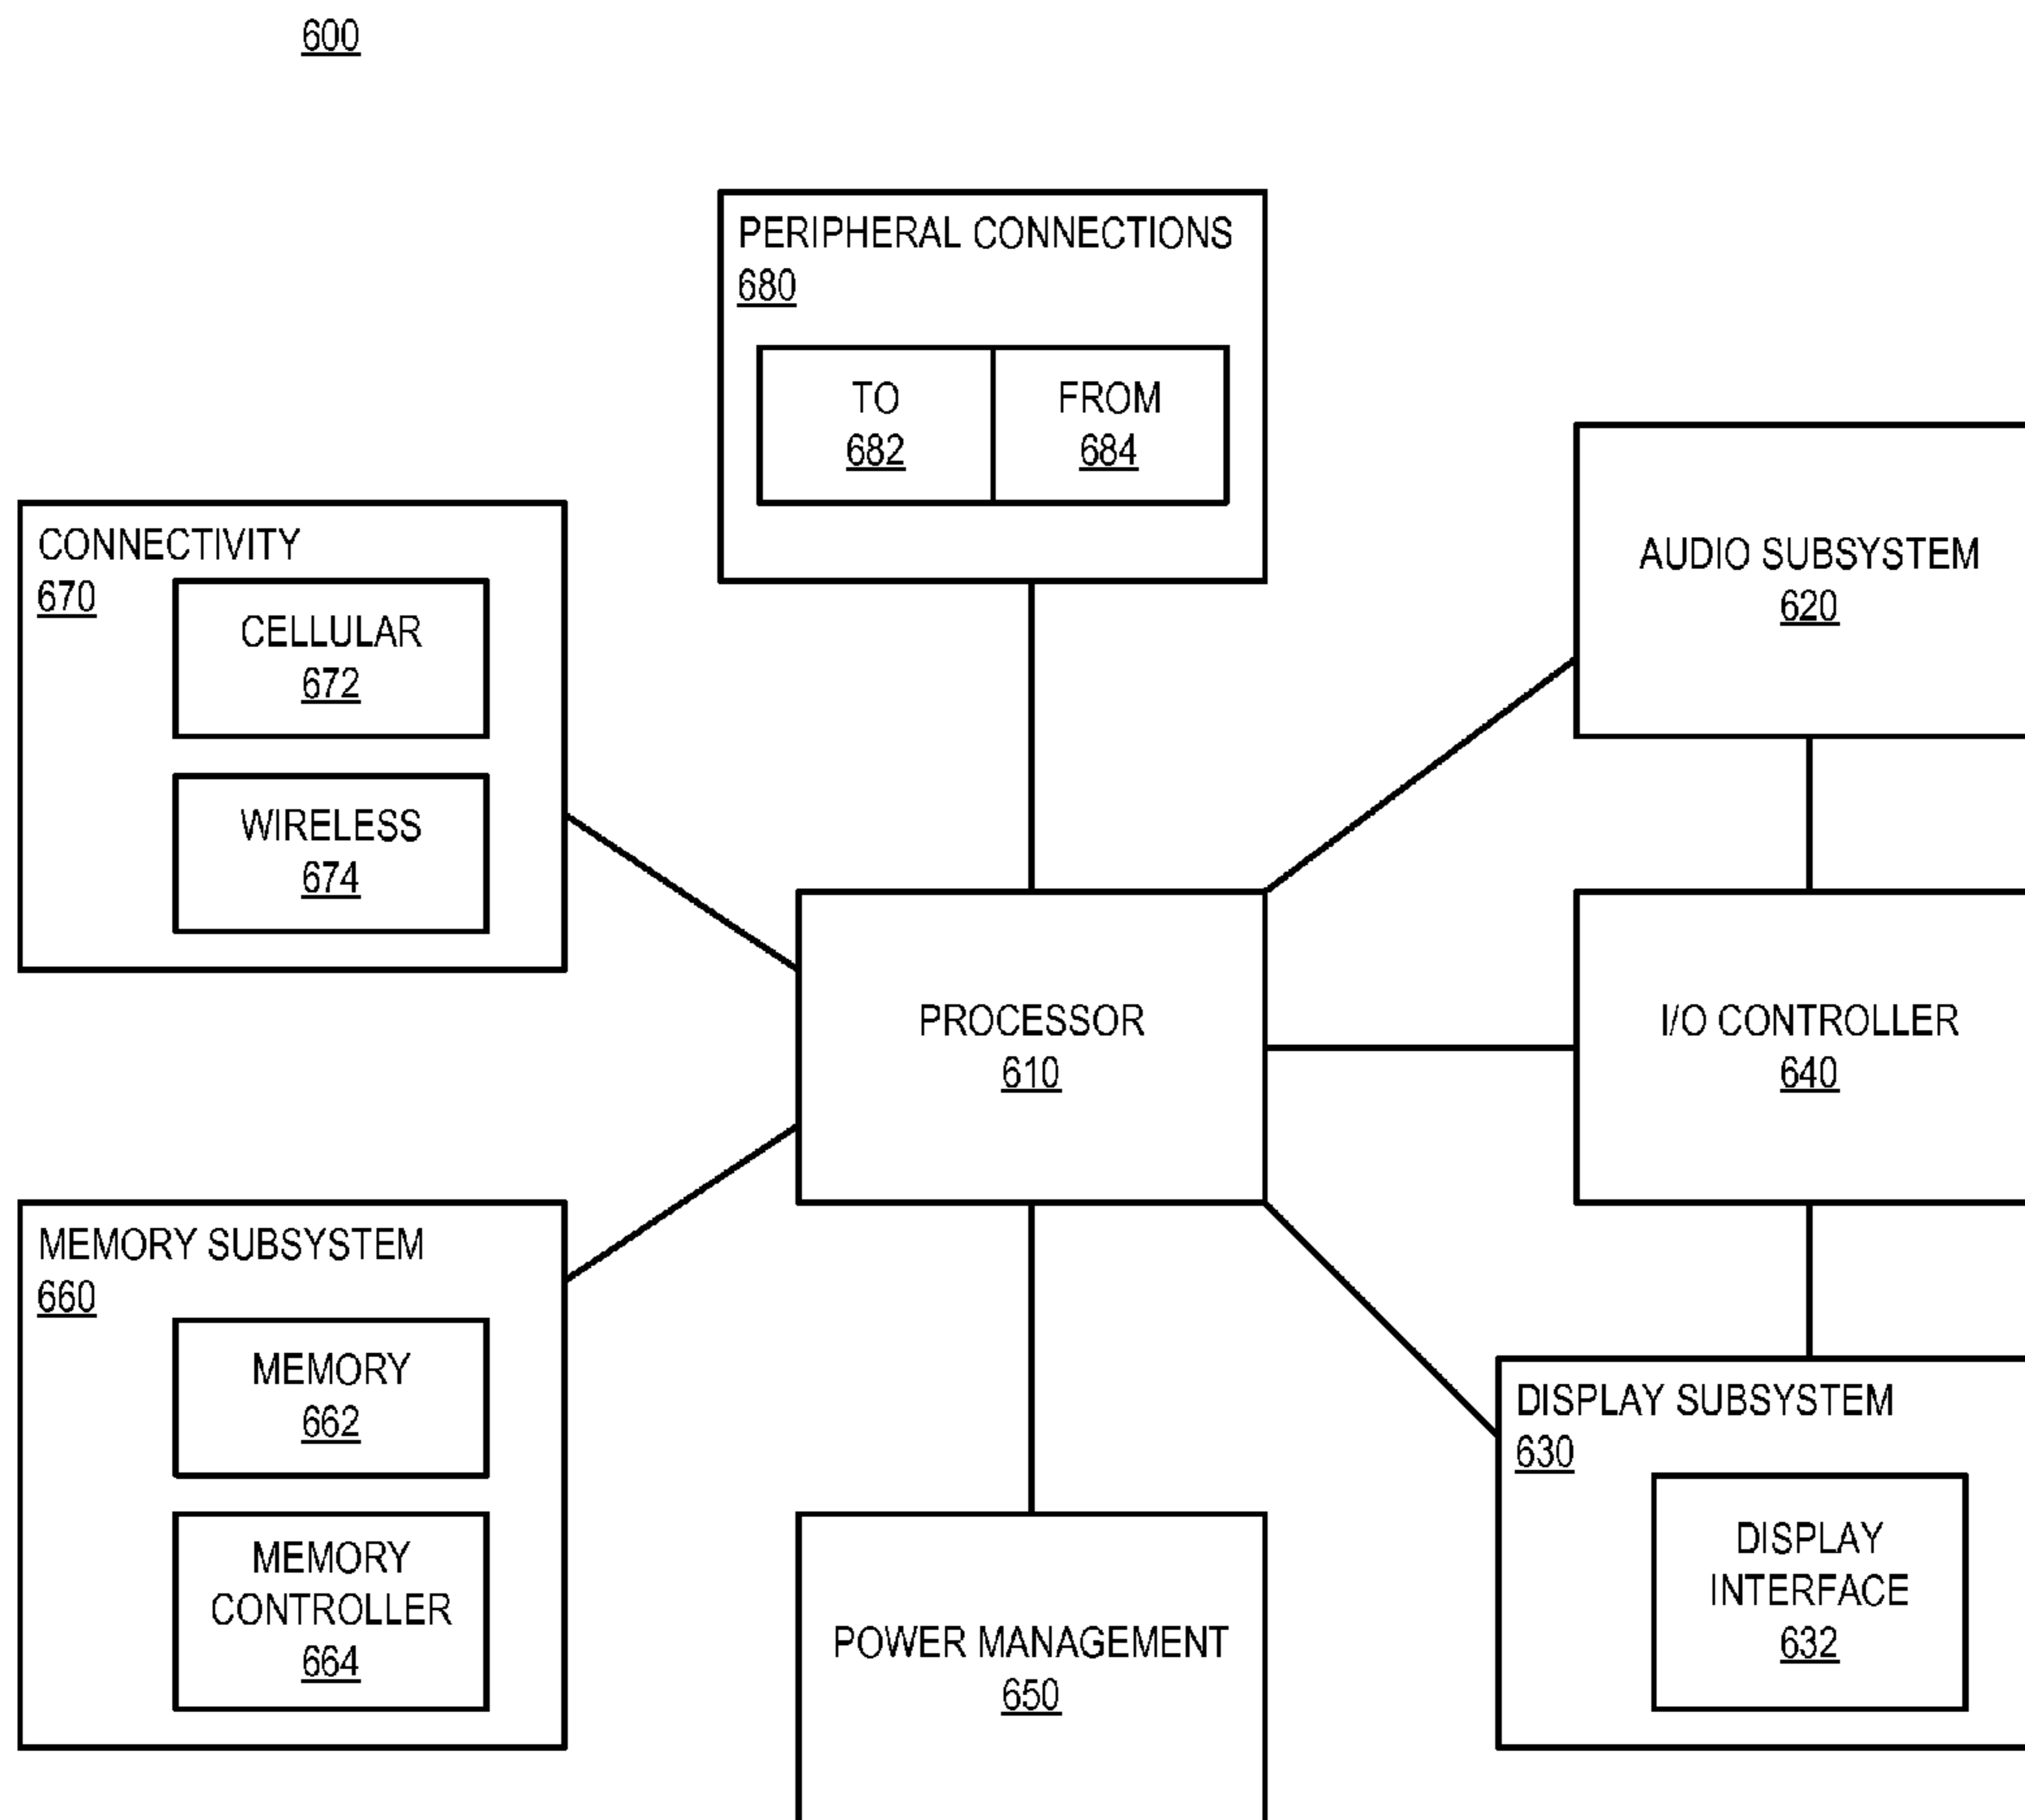 600
PERIPHERAL CONNECTIONS
680
TO
682
FROM
684
CONNECTIVITY
670
CELLULAR
672
WIRELESS
674
AUDIO SUBSYSTEM
620
PROCESSOR
610
I/O CONTROLLER
640
MEMORY SUBSYSTEM
660
MEMORY
662
MEMORY
CONTROLLER
664
POWER MANAGEMENT
650
DISPLAY SUBSYSTEM
630
DISPLAY
INTERFACE
632